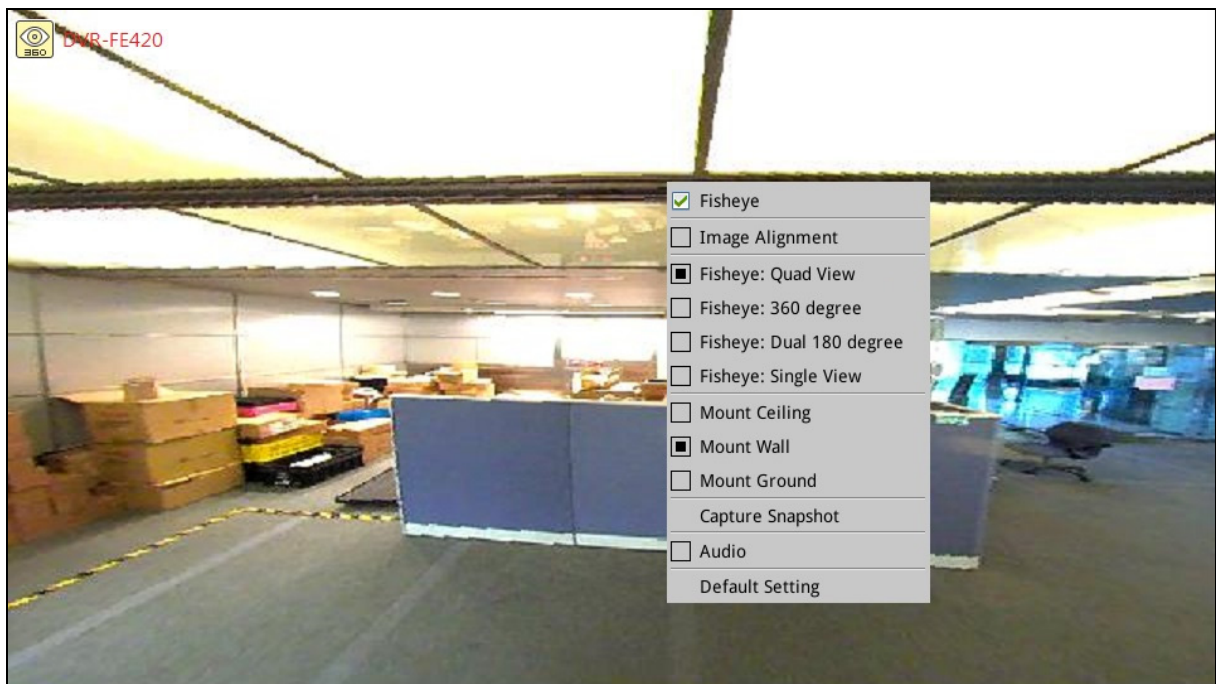 360
DVR-FE420
Fisheye
Image Alignment
Fisheye: Quad View
Fisheye: 360 degree
Fisheye: Dual 180 degree
Fisheye: Single View
Mount Ceiling
Mount Wall
Mount Ground
Capture Snapshot
Audio
Default Setting